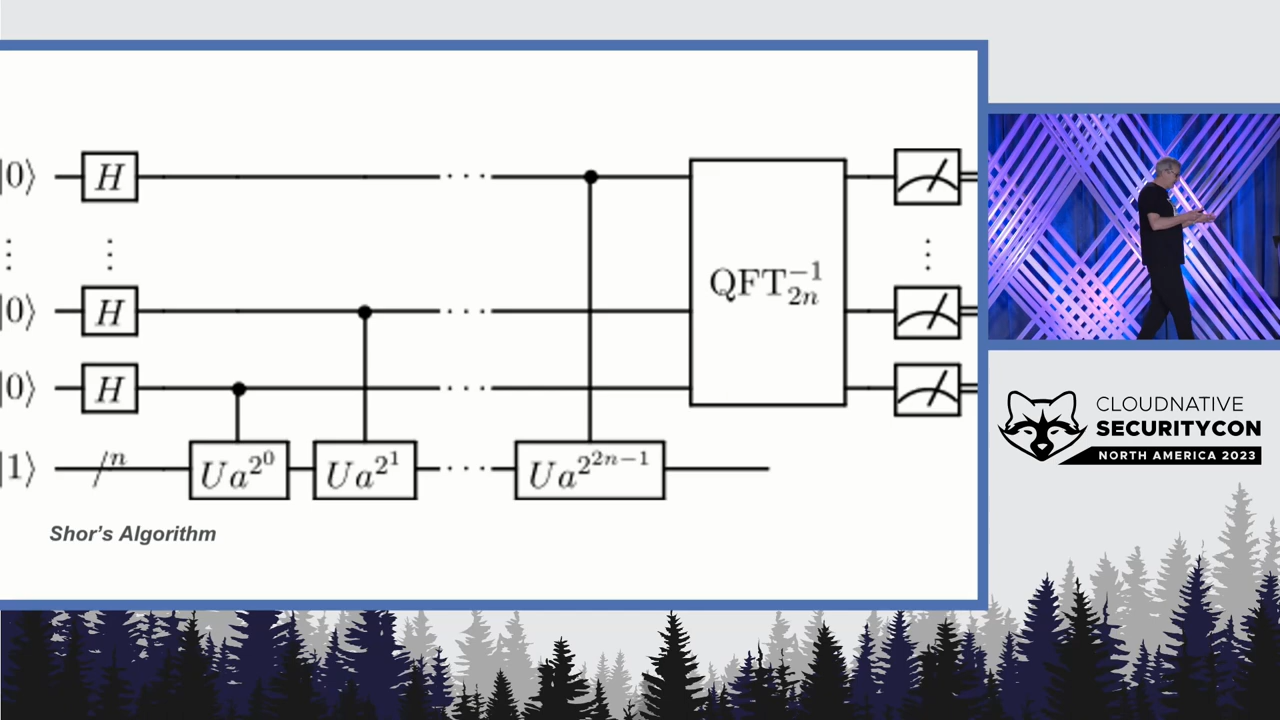 |0⟩ H
⋮ ⋮ ⋮
|0⟩ H
|0⟩ H
|1⟩ n Ua^{2^0} Ua^{2^1} ··· Ua^{2^{2n−1}}
QFT_{2n}^{−1}
Shor's Algorithm
CLOUDNATIVE
SECURITYCON
NORTH AMERICA 2023